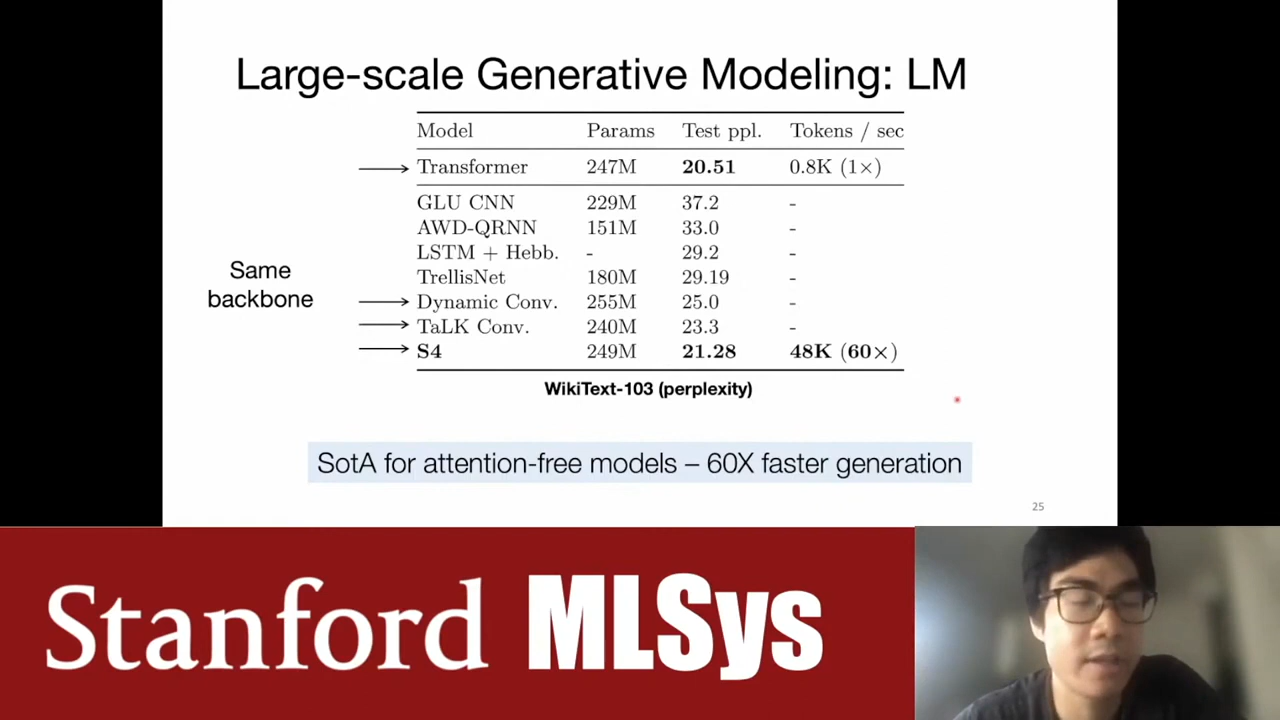 Large-scale Generative Modeling: LM
Model Params Test ppl. Tokens / sec
Transformer 247M 20.51 0.8K (1×)
GLU CNN 229M 37.2 -
AWD-QRNN 151M 33.0 -
LSTM + Hebb. - 29.2 -
TrellisNet 180M 29.19 -
Dynamic Conv. 255M 25.0 -
TaLK Conv. 240M 23.3 -
S4 249M 21.28 48K (60×)
Same
backbone
WikiText-103 (perplexity)
SotA for attention-free models – 60X faster generation
25
Stanford MLSys